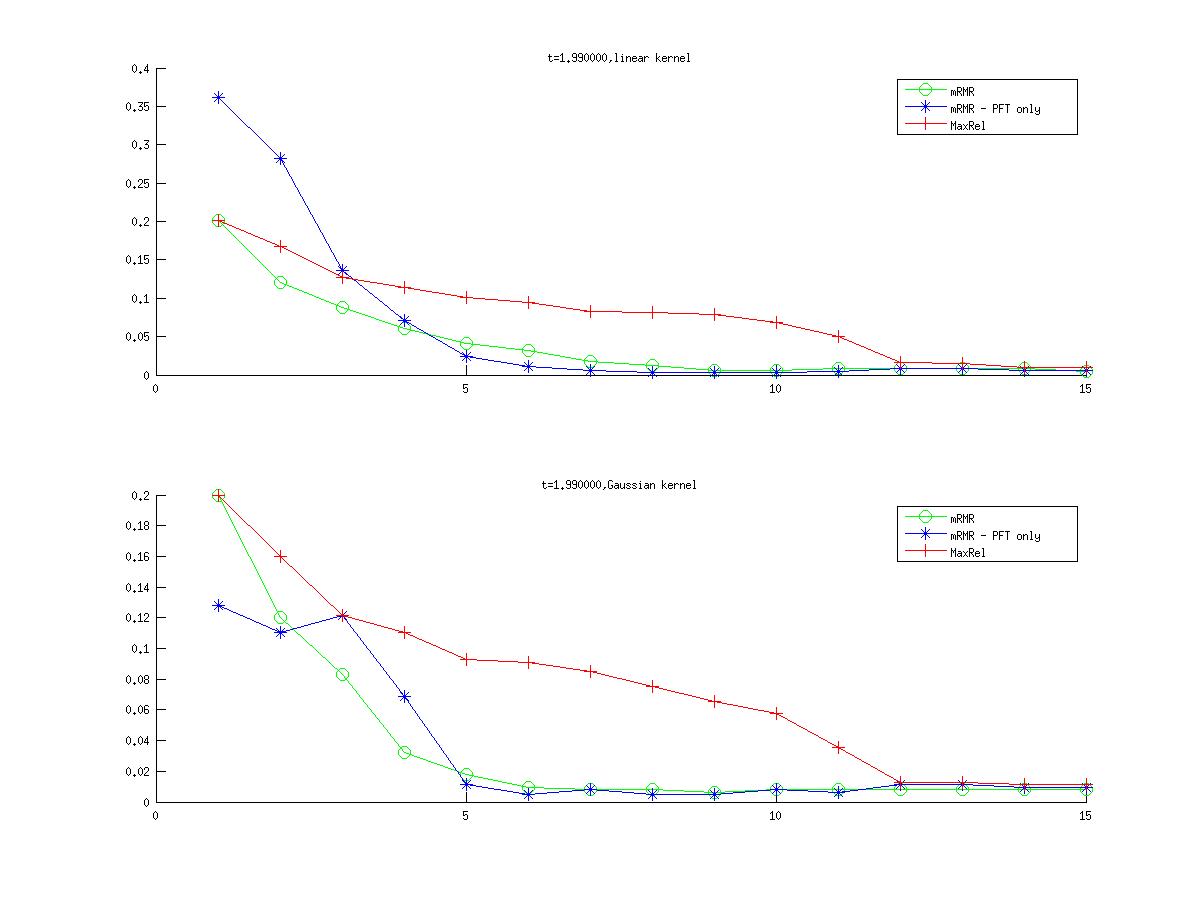 t=1.990000,linear kernel
0.4
0.35
0.3
0.25
0.2
0.15
0.1
0.05
0
0 5 10 15
mRMR
mRMR - PFT only
MaxRel
t=1.990000,Gaussian kernel
0.2
0.18
0.16
0.14
0.12
0.1
0.08
0.06
0.04
0.02
0
0 5 10 15
mRMR
mRMR - PFT only
MaxRel